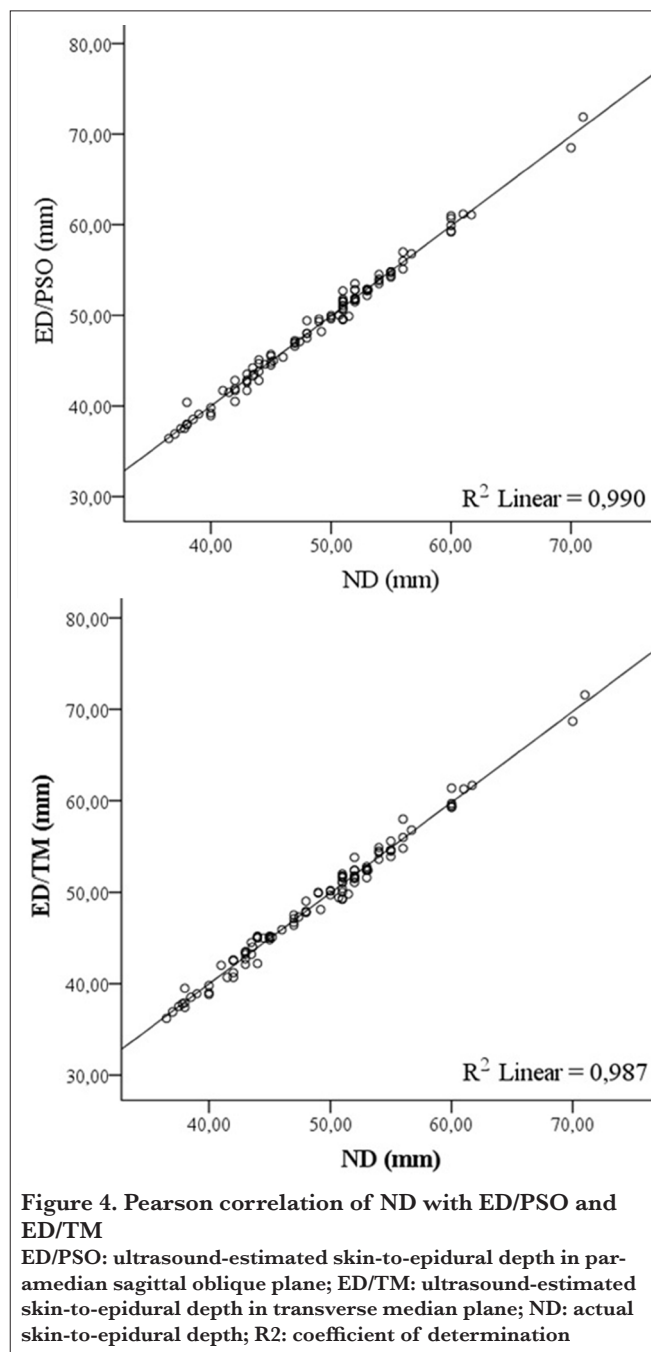 80,00
70,00
60,00
50,00
40,00
30,00
ED/PSO (mm)
R² Linear = 0,990
40,00 50,00 60,00 70,00
ND (mm)
80,00
70,00
60,00
50,00
40,00
30,00
ED/TM (mm)
R² Linear = 0,987
40,00 50,00 60,00 70,00
ND (mm)
Figure 4. Pearson correlation of ND with ED/PSO and
ED/TM
ED/PSO: ultrasound-estimated skin-to-epidural depth in par-
amedian sagittal oblique plane; ED/TM: ultrasound-estimated
skin-to-epidural depth in transverse median plane; ND: actual
skin-to-epidural depth; R2: coefficient of determination